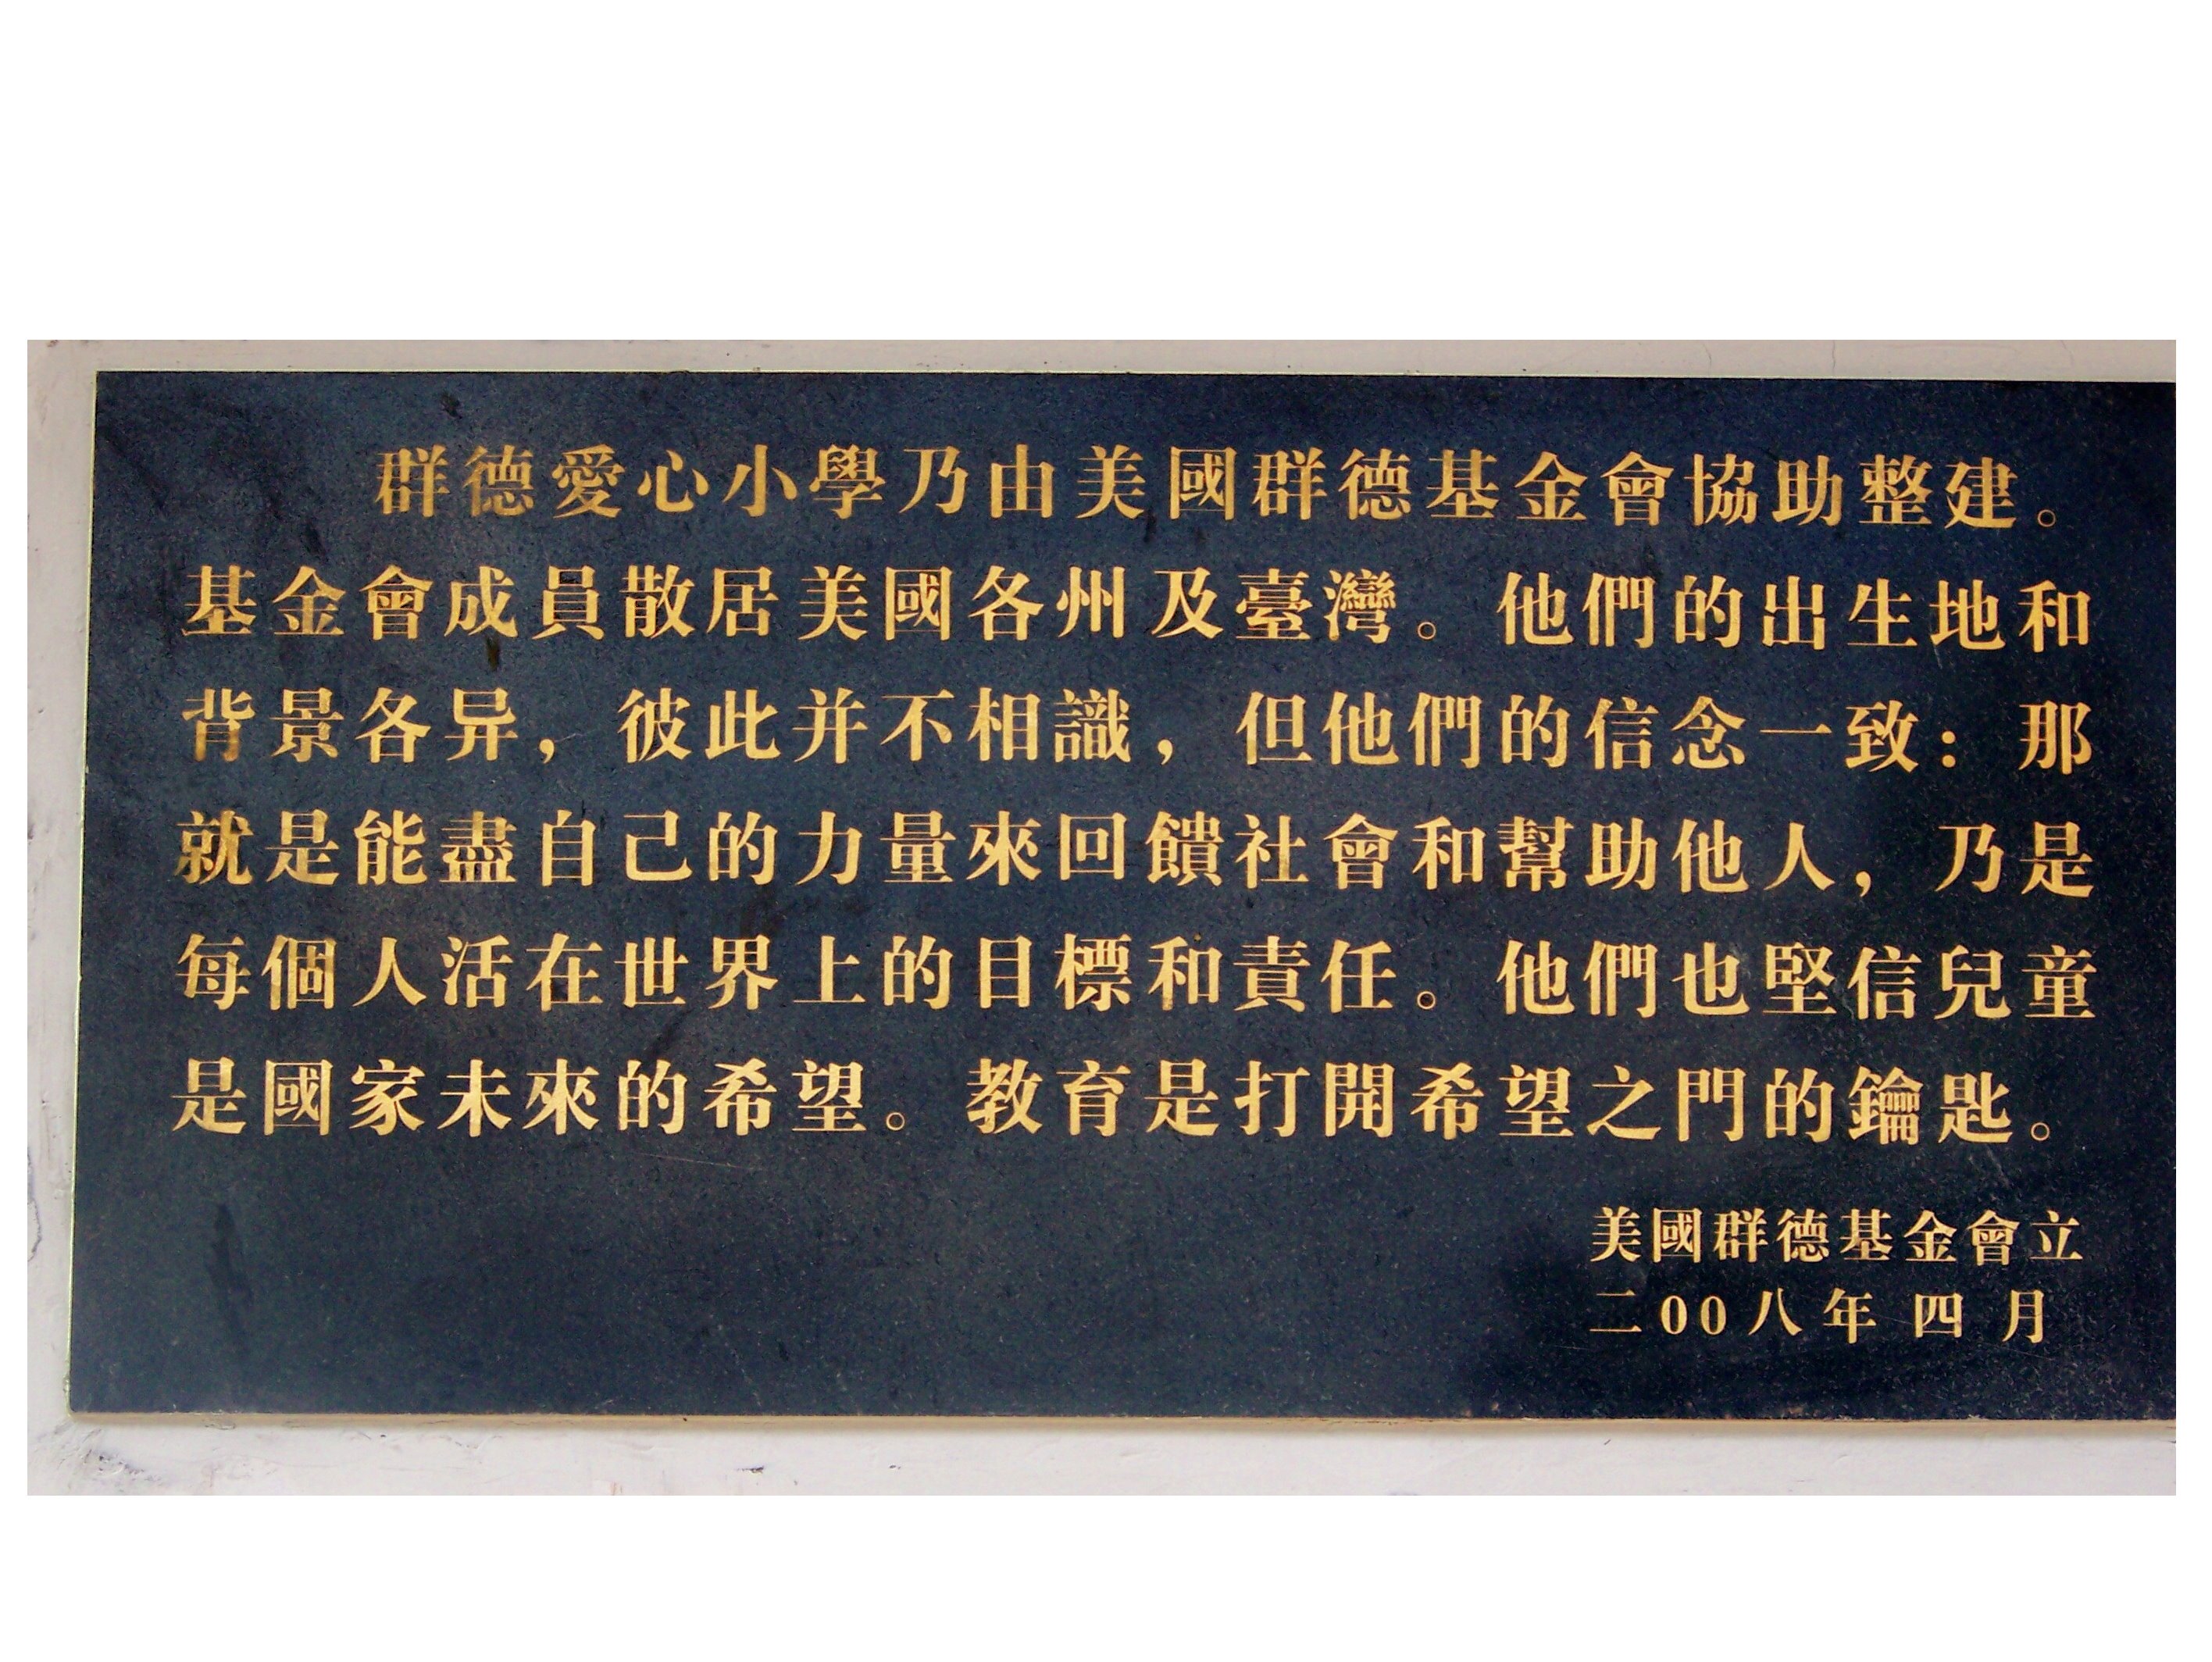 群德愛心小學乃由美國群德基金會協助整建。
基金會成員散居美國各州及臺灣。他們的出生地和
背景各异，彼此并不相識，但他們的信念一致：那
就是能盡自己的力量來回饋社會和幫助他人，乃是
每個人活在世界上的目標和責任。他們也堅信兒童
是國家未來的希望。教育是打開希望之門的鑰匙。
美國群德基金會立
二00八年四月